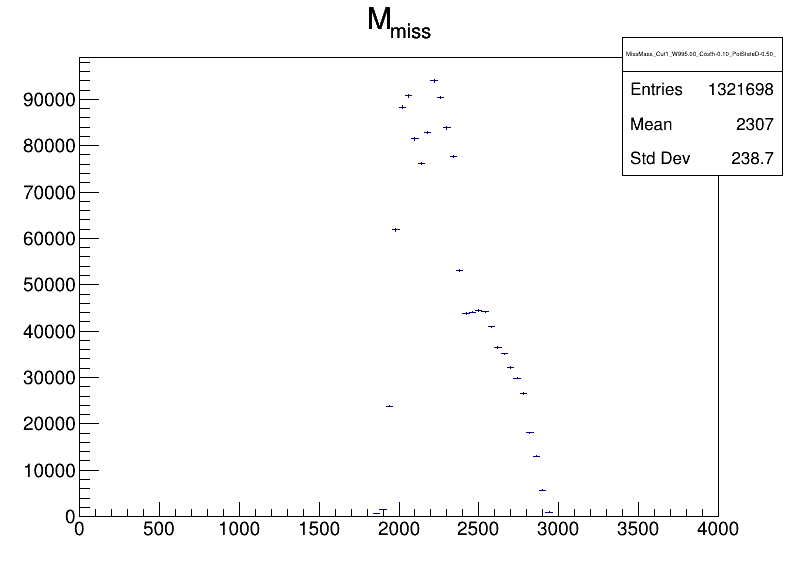 M_miss
MissMass_Cut1_W995.00_Costh-0.10_PolStateD-0.50_
Entries 1321698
Mean 2307
Std Dev 238.7
90000
80000
70000
60000
50000
40000
30000
20000
10000
0
0 500 1000 1500 2000 2500 3000 3500 4000